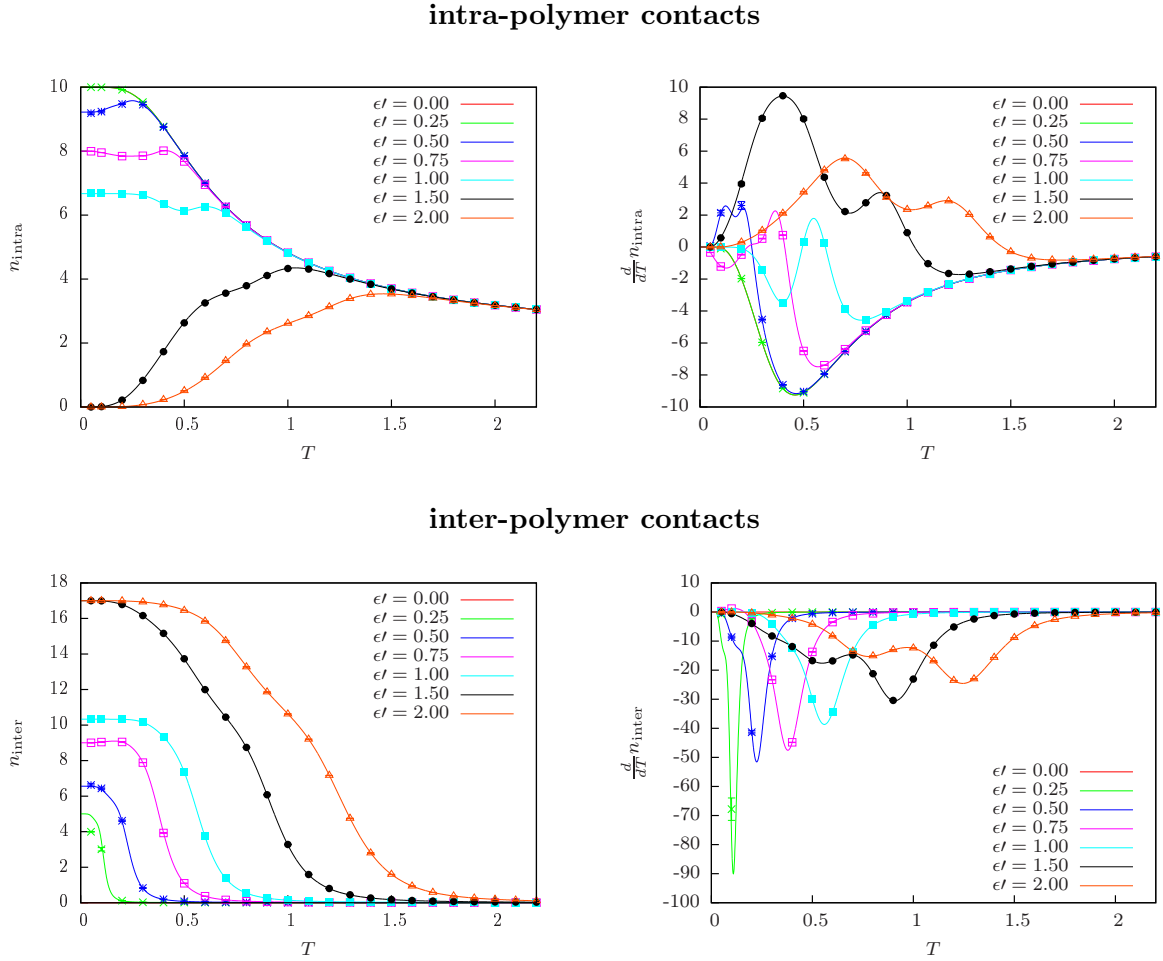 intra-polymer contacts
10
8
6
4
2
0
0
0.5
1
1.5
2
n_intra
T
ϵ′ = 0.00
ϵ′ = 0.25
ϵ′ = 0.50
ϵ′ = 0.75
ϵ′ = 1.00
ϵ′ = 1.50
ϵ′ = 2.00
10
8
6
4
2
0
-2
-4
-6
-8
-10
0
0.5
1
1.5
2
d/dT n_intra
T
ϵ′ = 0.00
ϵ′ = 0.25
ϵ′ = 0.50
ϵ′ = 0.75
ϵ′ = 1.00
ϵ′ = 1.50
ϵ′ = 2.00
inter-polymer contacts
18
16
14
12
10
8
6
4
2
0
0
0.5
1
1.5
2
n_inter
T
ϵ′ = 0.00
ϵ′ = 0.25
ϵ′ = 0.50
ϵ′ = 0.75
ϵ′ = 1.00
ϵ′ = 1.50
ϵ′ = 2.00
10
0
-10
-20
-30
-40
-50
-60
-70
-80
-90
-100
0
0.5
1
1.5
2
d/dT n_inter
T
ϵ′ = 0.00
ϵ′ = 0.25
ϵ′ = 0.50
ϵ′ = 0.75
ϵ′ = 1.00
ϵ′ = 1.50
ϵ′ = 2.00